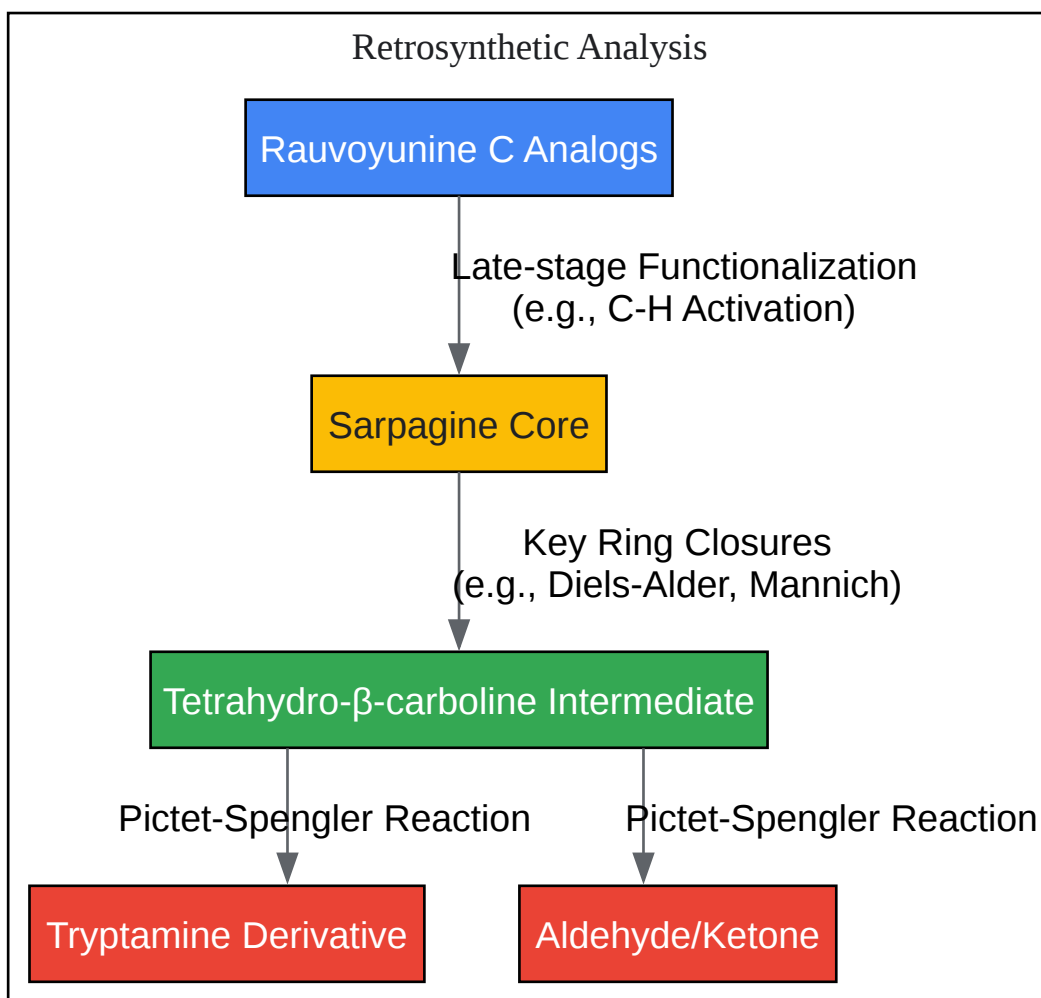 Retrosynthetic Analysis
Rauvoyunine C Analogs
Late-stage Functionalization
(e.g., C-H Activation)
Sarpagine Core
Key Ring Closures
(e.g., Diels-Alder, Mannich)
Tetrahydro-β-carboline Intermediate
Pictet-Spengler Reaction
Pictet-Spengler Reaction
Tryptamine Derivative
Aldehyde/Ketone